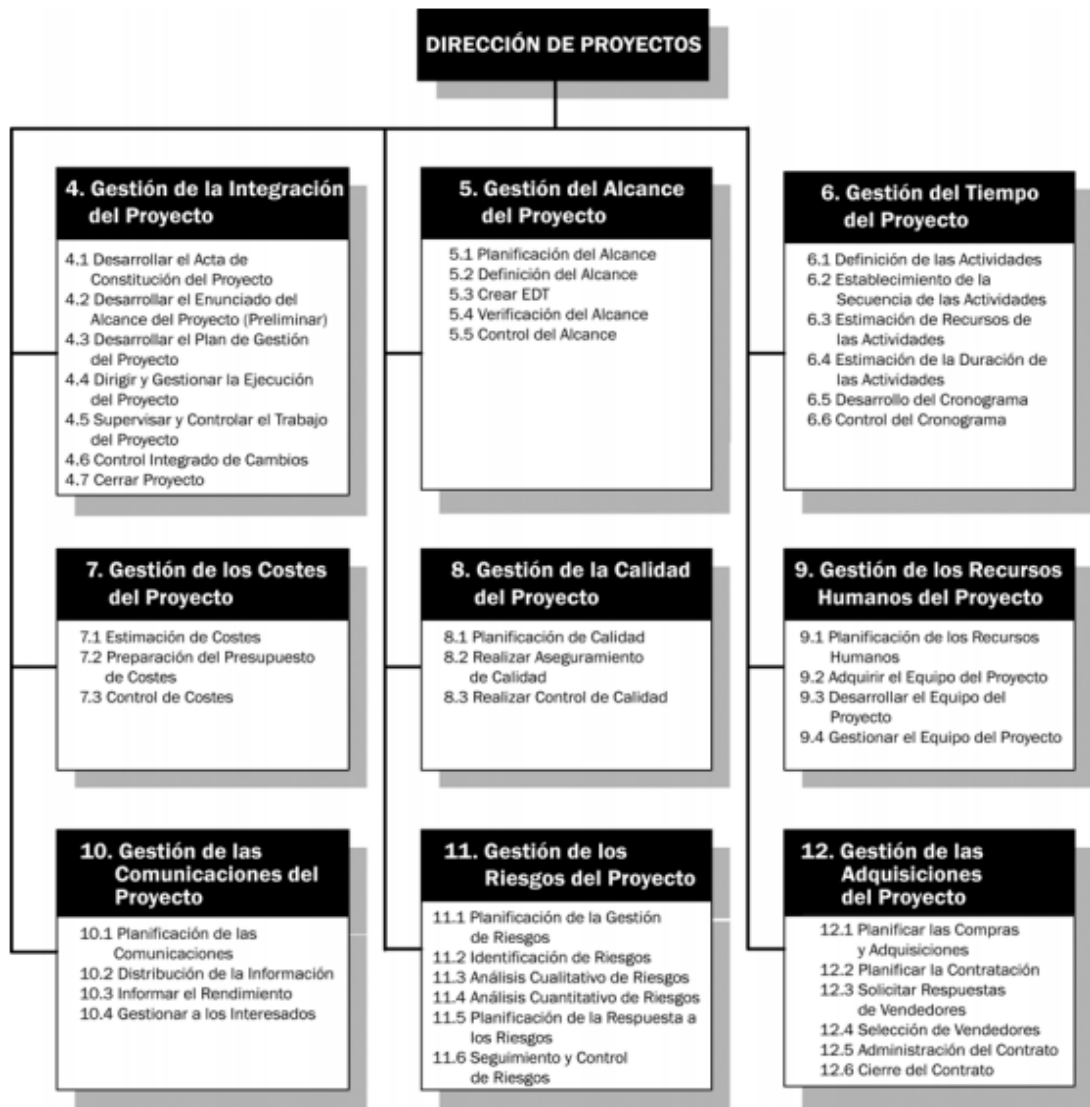 DIRECCIÓN DE PROYECTOS
4. Gestión de la Integración
del Proyecto
4.1 Desarrollar el Acta de
Constitución del Proyecto
4.2 Desarrollar el Enunciado del
Alcance del Proyecto (Preliminar)
4.3 Desarrollar el Plan de Gestión
del Proyecto
4.4 Dirigir y Gestionar la Ejecución
del Proyecto
4.5 Supervisar y Controlar el Trabajo
del Proyecto
4.6 Control Integrado de Cambios
4.7 Cerrar Proyecto
5. Gestión del Alcance
del Proyecto
5.1 Planificación del Alcance
5.2 Definición del Alcance
5.3 Crear EDT
5.4 Verificación del Alcance
5.5 Control del Alcance
6. Gestión del Tiempo
del Proyecto
6.1 Definición de las Actividades
6.2 Establecimiento de la
Secuencia de las Actividades
6.3 Estimación de Recursos de
las Actividades
6.4 Estimación de la Duración de
las Actividades
6.5 Desarrollo del Cronograma
6.6 Control del Cronograma
7. Gestión de los Costes
del Proyecto
7.1 Estimación de Costes
7.2 Preparación del Presupuesto
de Costes
7.3 Control de Costes
8. Gestión de la Calidad
del Proyecto
8.1 Planificación de Calidad
8.2 Realizar Aseguramiento
de Calidad
8.3 Realizar Control de Calidad
9. Gestión de los Recursos
Humanos del Proyecto
9.1 Planificación de los Recursos
Humanos
9.2 Adquirir el Equipo del Proyecto
9.3 Desarrollar el Equipo del
Proyecto
9.4 Gestionar el Equipo del Proyecto
10. Gestión de las
Comunicaciones del
Proyecto
10.1 Planificación de las
Comunicaciones
10.2 Distribución de la Información
10.3 Informar el Rendimiento
10.4 Gestionar a los Interesados
11. Gestión de los
Riesgos del Proyecto
11.1 Planificación de la Gestión
de Riesgos
11.2 Identificación de Riesgos
11.3 Análisis Cualitativo de Riesgos
11.4 Análisis Cuantitativo de Riesgos
11.5 Planificación de la Respuesta a
los Riesgos
11.6 Seguimiento y Control
de Riesgos
12. Gestión de las
Adquisiciones
del Proyecto
12.1 Planificar las Compras
y Adquisiciones
12.2 Planificar la Contratación
12.3 Solicitar Respuestas
de Vendedores
12.4 Selección de Vendedores
12.5 Administración del Contrato
12.6 Cierre del Contrato